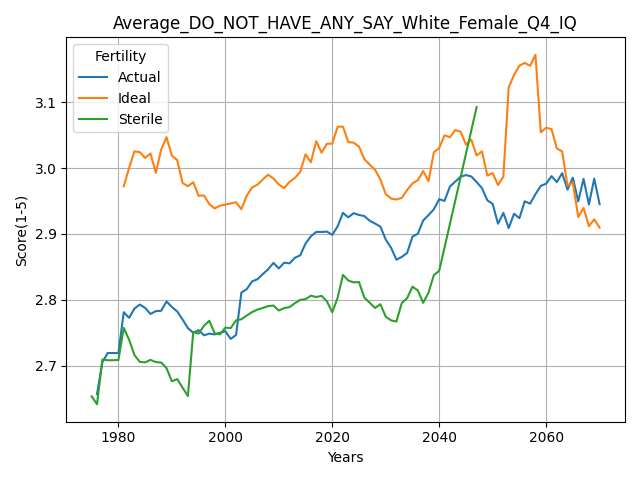 Average_DO_NOT_HAVE_ANY_SAY_White_Female_Q4_IQ
Fertility
Actual
Ideal
Sterile
Score(1-5)
3.1
3.0
2.9
2.8
2.7
1980
2000
2020
2040
2060
Years